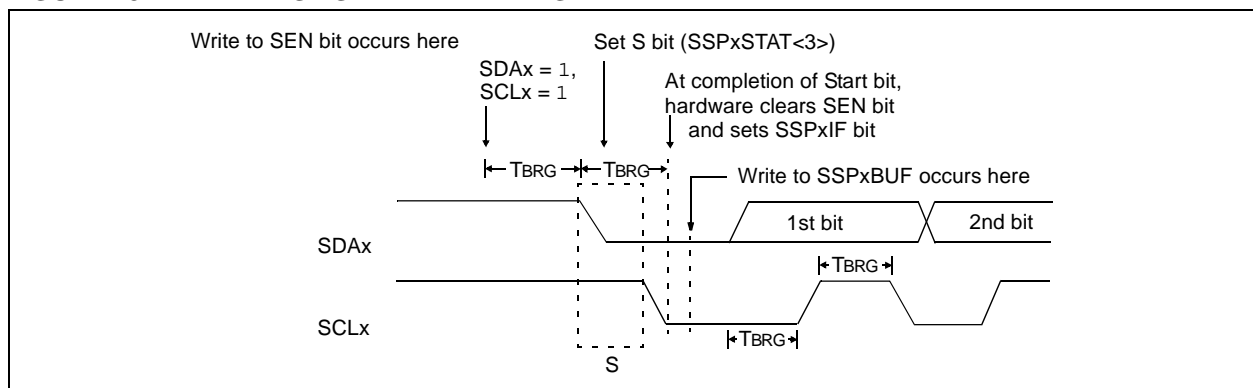 Write to SEN bit occurs here
Set S bit (SSPxSTAT<3>)
SDAx = 1,
SCLx = 1
At completion of Start bit,
hardware clears SEN bit
and sets SSPxIF bit
TBRG
TBRG
Write to SSPxBUF occurs here
SDAx
1st bit
2nd bit
TBRG
SCLx
TBRG
S